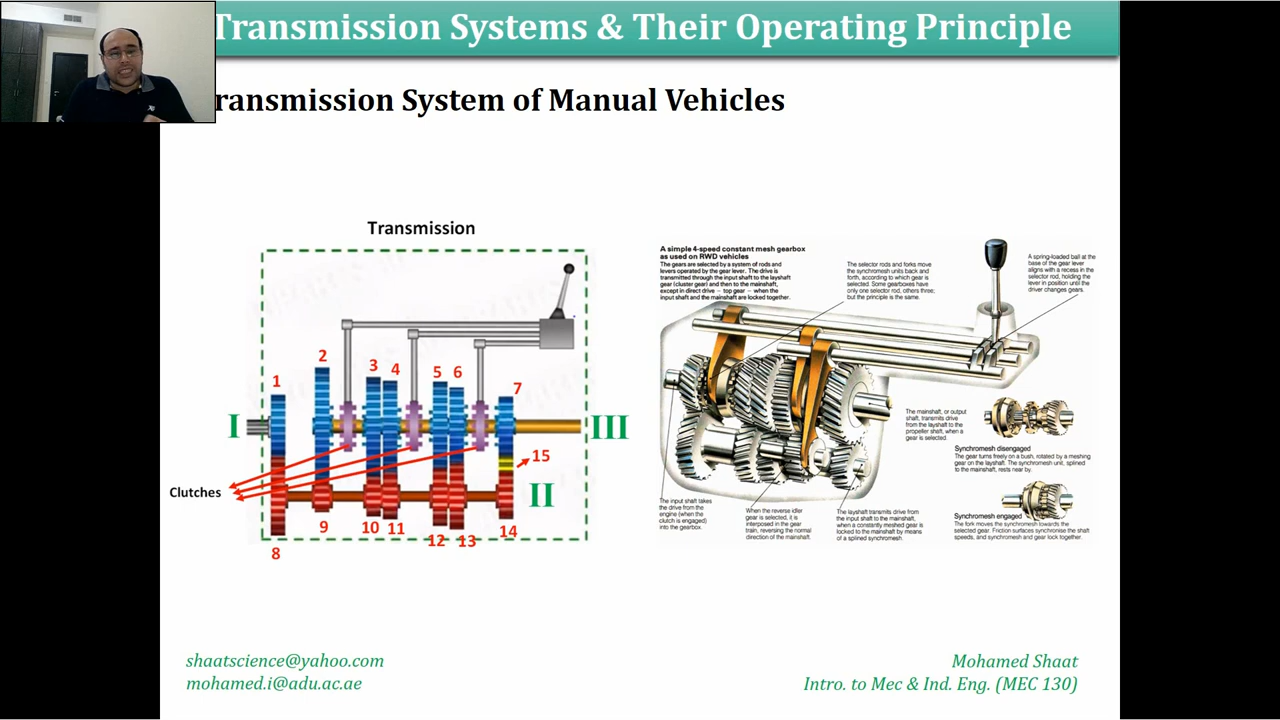 Transmission Systems & Their Operating Principle
ransmission System of Manual Vehicles
Transmission
1
2
3
4
5
6
7
I
III
15
II
Clutches
8
9
10
11
12
13
14
A simple 4-speed constant mesh gearbox
as used on RWD vehicles
The gears are selected by a system of rods and
levers operated by the gear lever. The drive is
transmitted through the input shaft to the layshaft
gear (cluster gear) and then to the mainshaft,
except in direct drive – top gear – when the
input shaft and the mainshaft are locked together.
The selector rods and forks move
the synchromesh units back and
forth, according to which gear is
selected. Some gearboxes have
only one selector rod, others three;
but the principle is the same.
A spring-loaded ball at the
base of the gear lever
aligns with a recess in the
selector rod, holding the
lever in position until the
driver changes gears.
The mainshaft, or output
shaft, transmits drive
from the layshaft to the
propeller shaft, when a
constantly gear is selected.
Synchromesh disengaged
The gear turns freely on a bush, rotated by a meshing
gear on the layshaft. The synchromesh unit, splined
to the mainshaft, rests near by.
Synchromesh engaged
The fork moves the synchromesh towards the
selected gear. Friction surfaces synchronise the shaft
speeds, and synchromesh and gear lock together.
The input shaft takes
the drive from the
engine (when the
clutch is engaged)
into the gearbox.
When the reverse idler
gear is selected, it is
interposed in the gear
train, reversing the normal
direction of the mainshaft.
The layshaft transmits drive from
the input shaft to the mainshaft,
when a constantly meshed gear is
locked to the mainshaft by means
of a splined synchromesh.
shaatscience@yahoo.com
mohamed.i@adu.ac.ae
Mohamed Shaat
Intro. to Mec & Ind. Eng. (MEC 130)